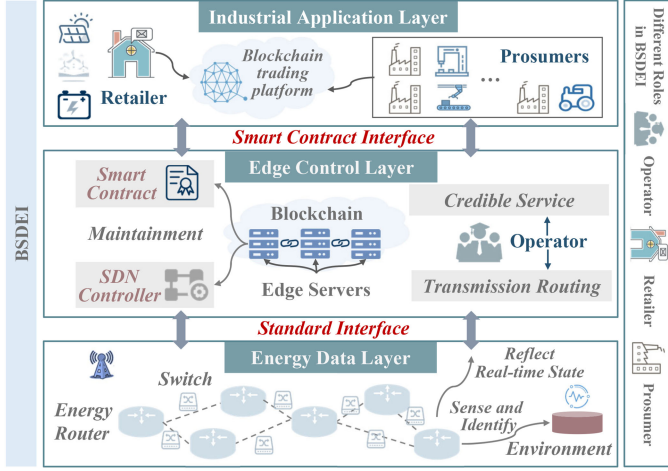 Industrial Application Layer
Blockchain
trading
platform
Retailer
Prosumers
...
Smart Contract Interface
Edge Control Layer
Smart
Contract
Maintainment
SDN
Controller
Blockchain
Edge Servers
Credible Service
Operator
Transmission Routing
Standard Interface
Energy Data Layer
Switch
Energy
Router
Reflect
Real-time State
Sense and
Identify
Environment
BSDEI
Different Roles
in BSDEI
Operator
Retailer
Prosumer